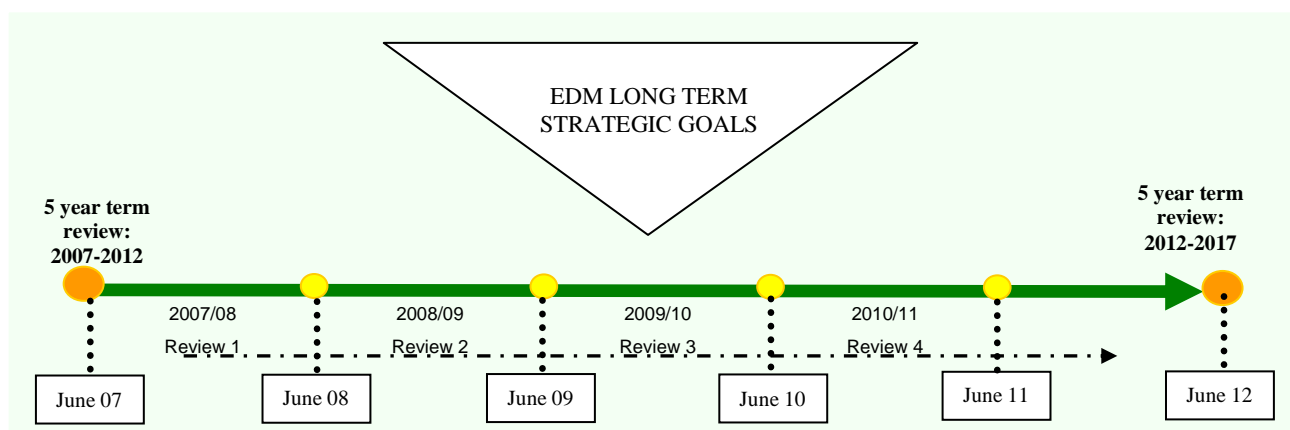 EDM LONG TERM
STRATEGIC GOALS
5 year term
review:
2007-2012
5 year term
review:
2012-2017
2007/08
2008/09
2009/10
2010/11
Review 1
Review 2
Review 3
Review 4
June 07
June 08
June 09
June 10
June 11
June 12